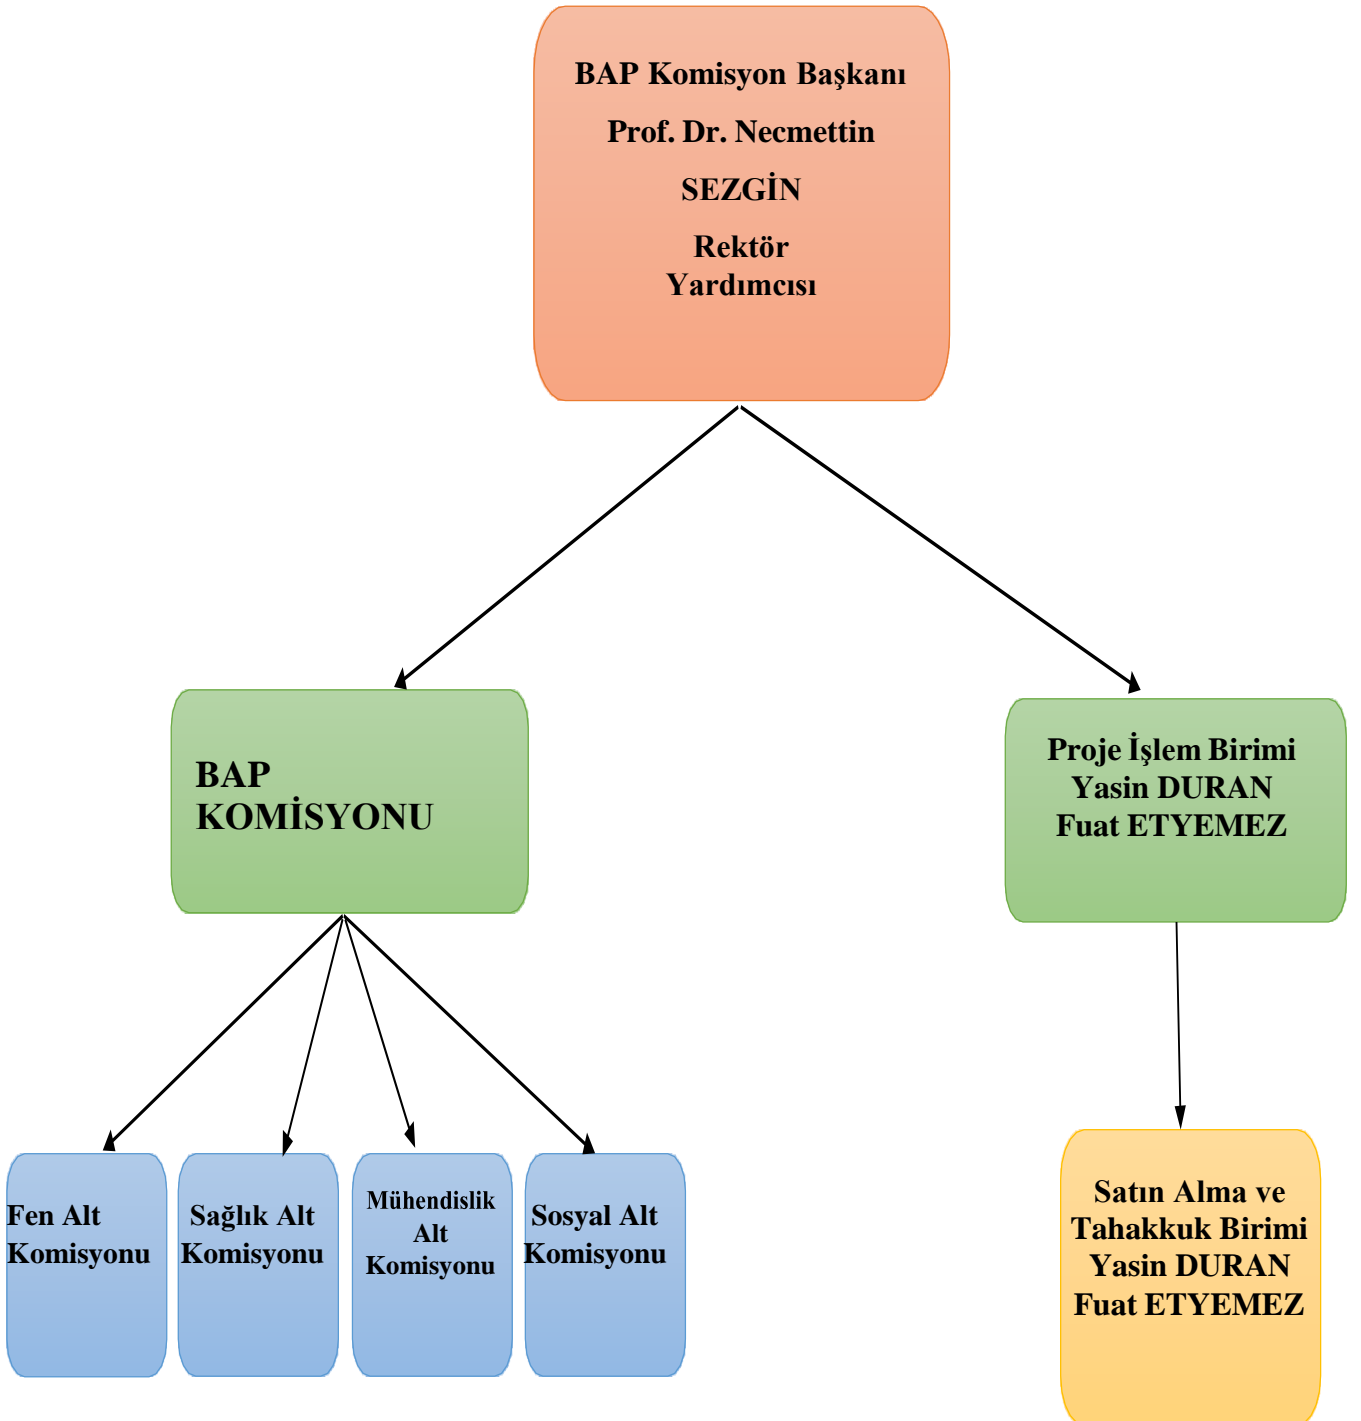 BAP Komisyon Başkanı
Prof. Dr. Necmettin
SEZGİN
Rektör
Yardımcısı
BAP
KOMİSYONU
Proje İşlem Birimi
Yasin DURAN
Fuat ETYEMEZ
Fen Alt
Komisyonu
Sağlık Alt
Komisyonu
Mühendislik
Alt
Komisyonu
Sosyal Alt
Komisyonu
Satın Alma ve
Tahakkuk Birimi
Yasin DURAN
Fuat ETYEMEZ